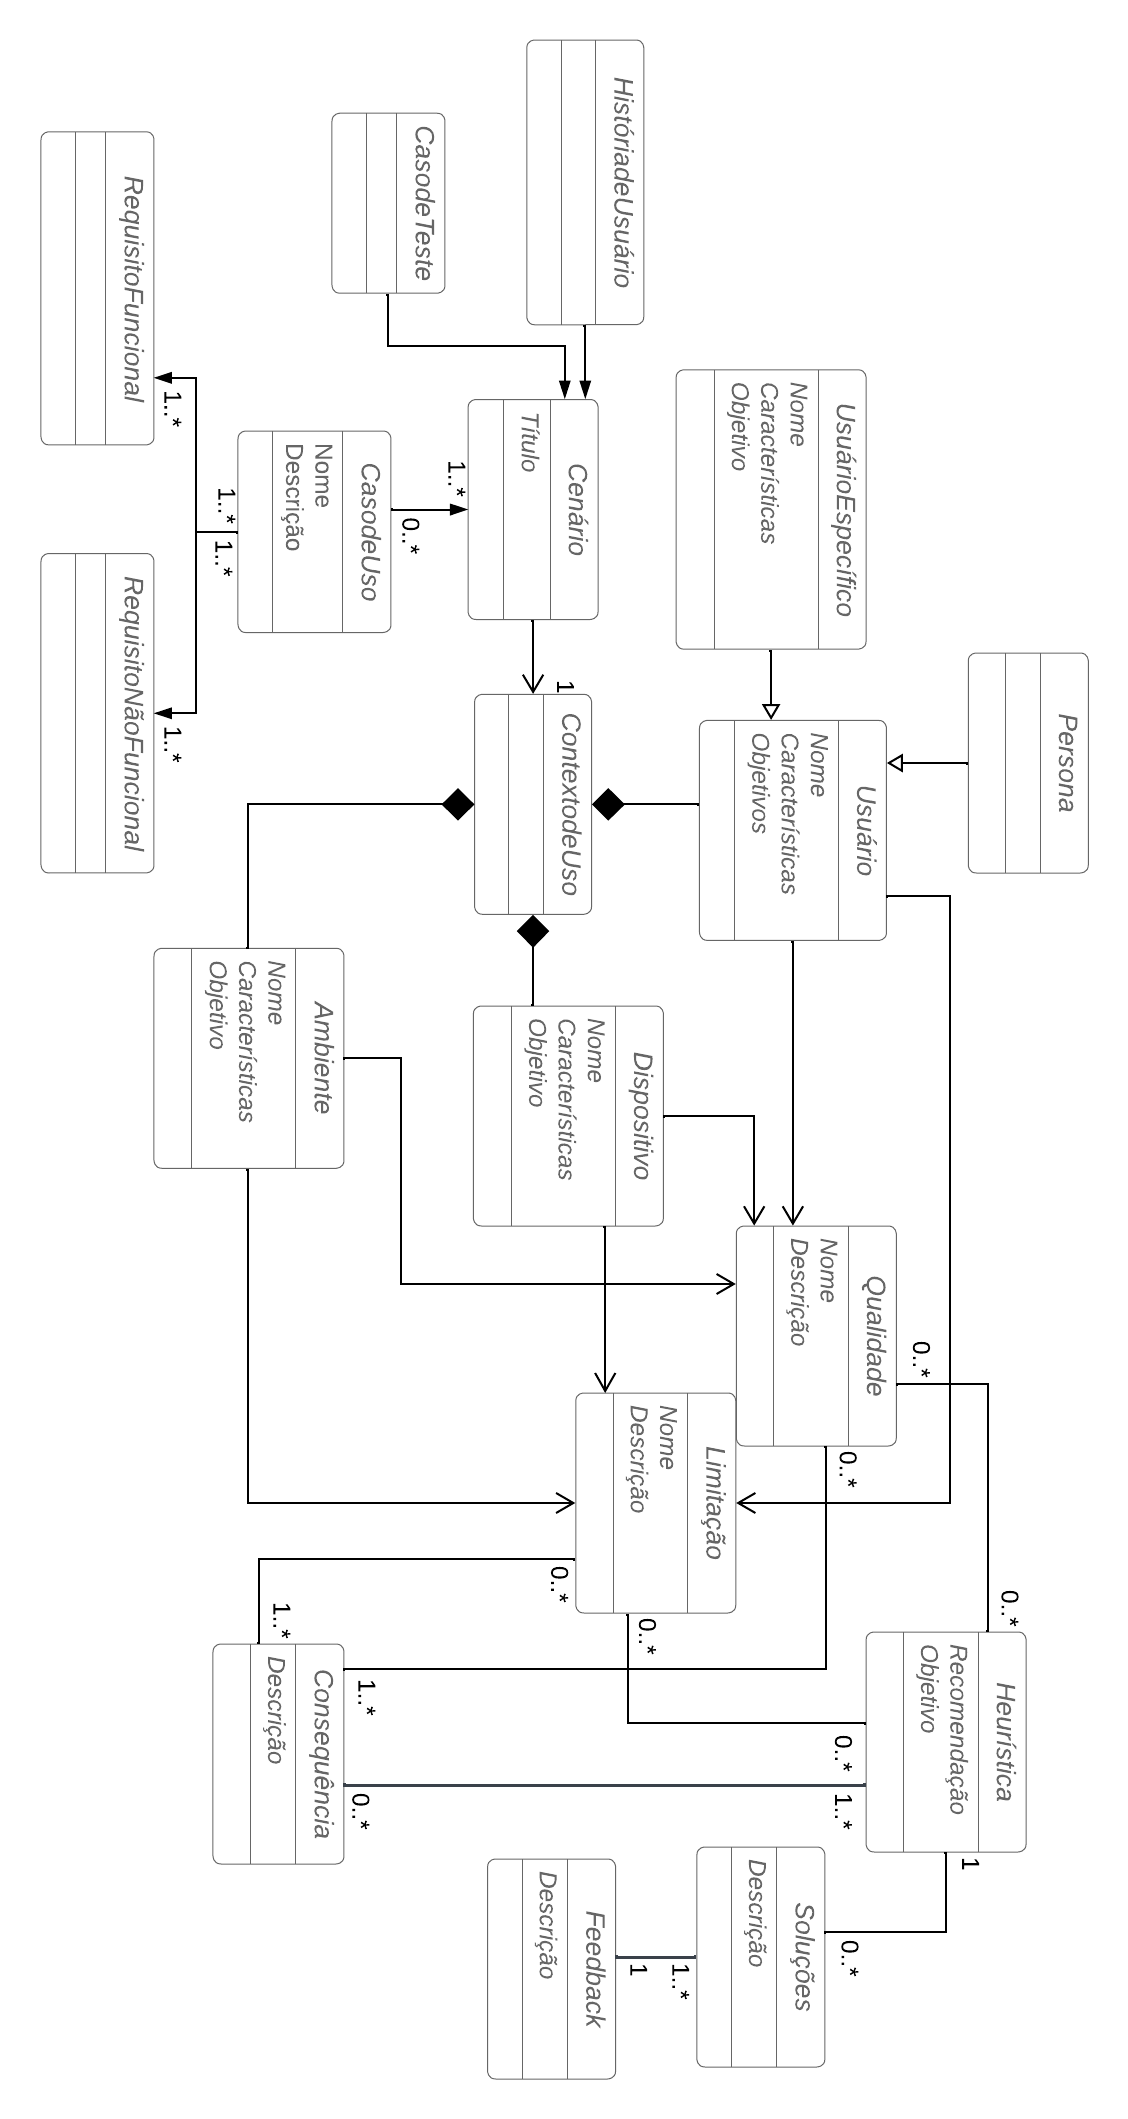 Persona
UsuárioEspecífico
Nome
Características
Objetivo
Usuário
Nome
Características
Objetivos
HistóriadeUsuário
CasodeTeste
Cenário
Título
1..*
0..*
CasodeUso
Nome
Descrição
1..*
1..*
RequisitoFuncional
1..*
RequisitoNãoFuncional
1..*
1
ContextodeUso
Ambiente
Nome
Características
Objetivo
Dispositivo
Nome
Características
Objetivo
Qualidade
Nome
Descrição
0..*
0..*
Limitação
Nome
Descrição
0..*
0..*
0..*
Heurística
Recomendação
Objetivo
0..*
1..*
1
1..*
Consequência
Descrição
1..*
0..*
Soluções
Descrição
0..*
1..*
Feedback
Descrição
1